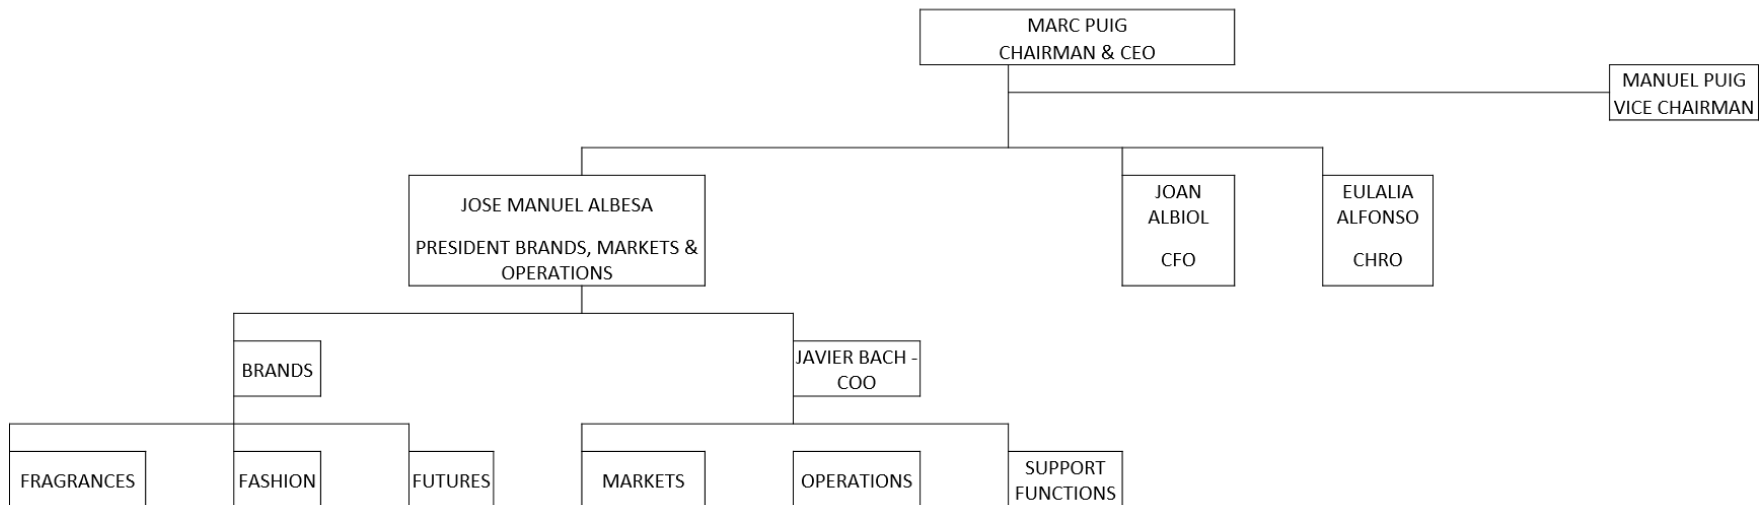 MARC PUIG
CHAIRMAN & CEO
MANUEL PUIG
VICE CHAIRMAN
JOSE MANUEL ALBESA
PRESIDENT BRANDS, MARKETS &
OPERATIONS
JOAN
ALBIOL
CFO
EULALIA
ALFONSO
CHRO
BRANDS
JAVIER BACH -
COO
FRAGRANCES
FASHION
FUTURES
MARKETS
OPERATIONS
SUPPORT
FUNCTIONS